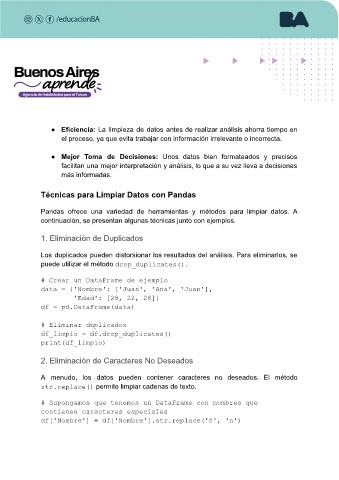 /educacionBA
BA
Buenos Aires
aprende
Agencia de Habilidades para el Futuro
● Eficiencia: La limpieza de datos antes de realizar análisis ahorra tiempo en
el proceso, ya que evita trabajar con información irrelevante o incorrecta.
● Mejor Toma de Decisiones: Unos datos bien formateados y precisos
facilitan una mejor interpretación y análisis, lo que a su vez lleva a decisiones
más informadas.
Técnicas para Limpiar Datos con Pandas
Pandas ofrece una variedad de herramientas y métodos para limpiar datos. A
continuación, se presentan algunas técnicas junto con ejemplos.
1. Eliminación de Duplicados
Los duplicados pueden distorsionar los resultados del análisis. Para eliminarlos, se
puede utilizar el método drop_duplicates().
# Crear un DataFrame de ejemplo
data = {'Nombre': ['Juan', 'Ana', 'Juan'],
'Edad': [28, 22, 28]}
df = pd.DataFrame(data)
# Eliminar duplicados
df_limpio = df.drop_duplicates()
print(df_limpio)
2. Eliminación de Caracteres No Deseados
A menudo, los datos pueden contener caracteres no deseados. El método
str.replace() permite limpiar cadenas de texto.
# Supongamos que tenemos un DataFrame con nombres que
contienen caracteres especiales
df['Nombre'] = df['Nombre'].str.replace('ñ', 'n')